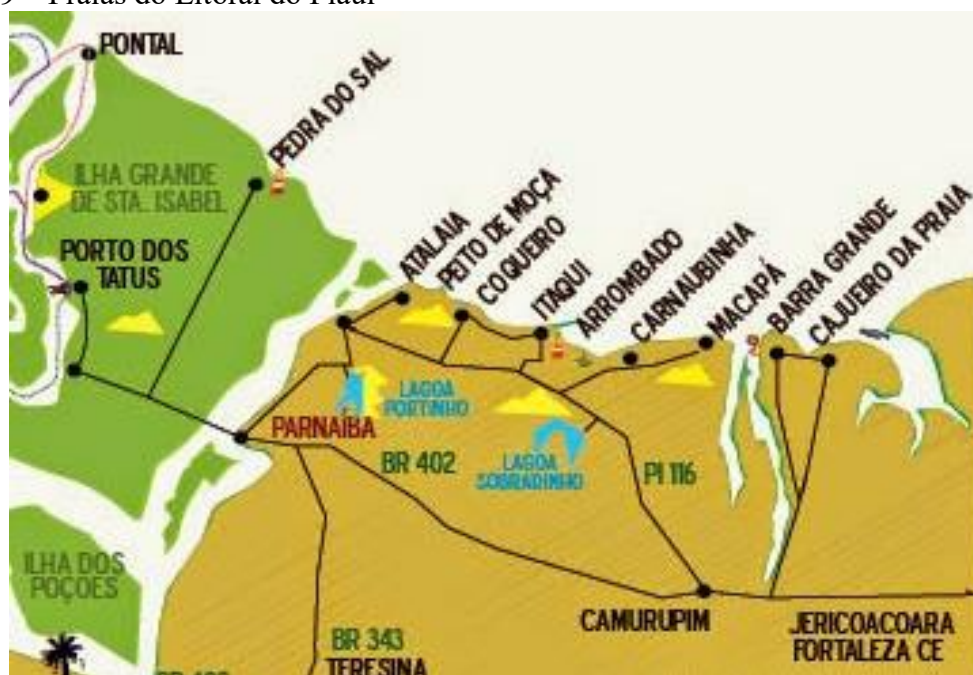 Praias do Litoral do Piauí
PONTAL
PEDRA DO SAL
ILHA GRANDE
DE STA. ISABEL
PORTO DOS
TATUS
ATALAIA
PEITO DE MOÇA
COQUEIRO
ITAQUI
ARROMBADO
CARNAUBINHA
MACAPÁ
BARRA GRANDE
CAJUEIRO DA PRAIA
LAGOA
PORTINHO
PARNAÍBA
BR 402
LAGOA
SOBRADINHO
PI 116
ILHA DOS
POÇOES
CAMURUPIM
JERICOACOARA
FORTALEZA CE
BR 343
TERESINA